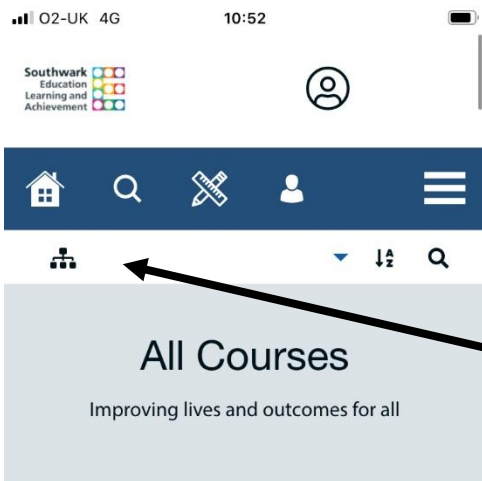 O2-UK 4G 10:52
Southwark
Education
Learning and
Achievement
A
Z
All Courses
Improving lives and outcomes for all